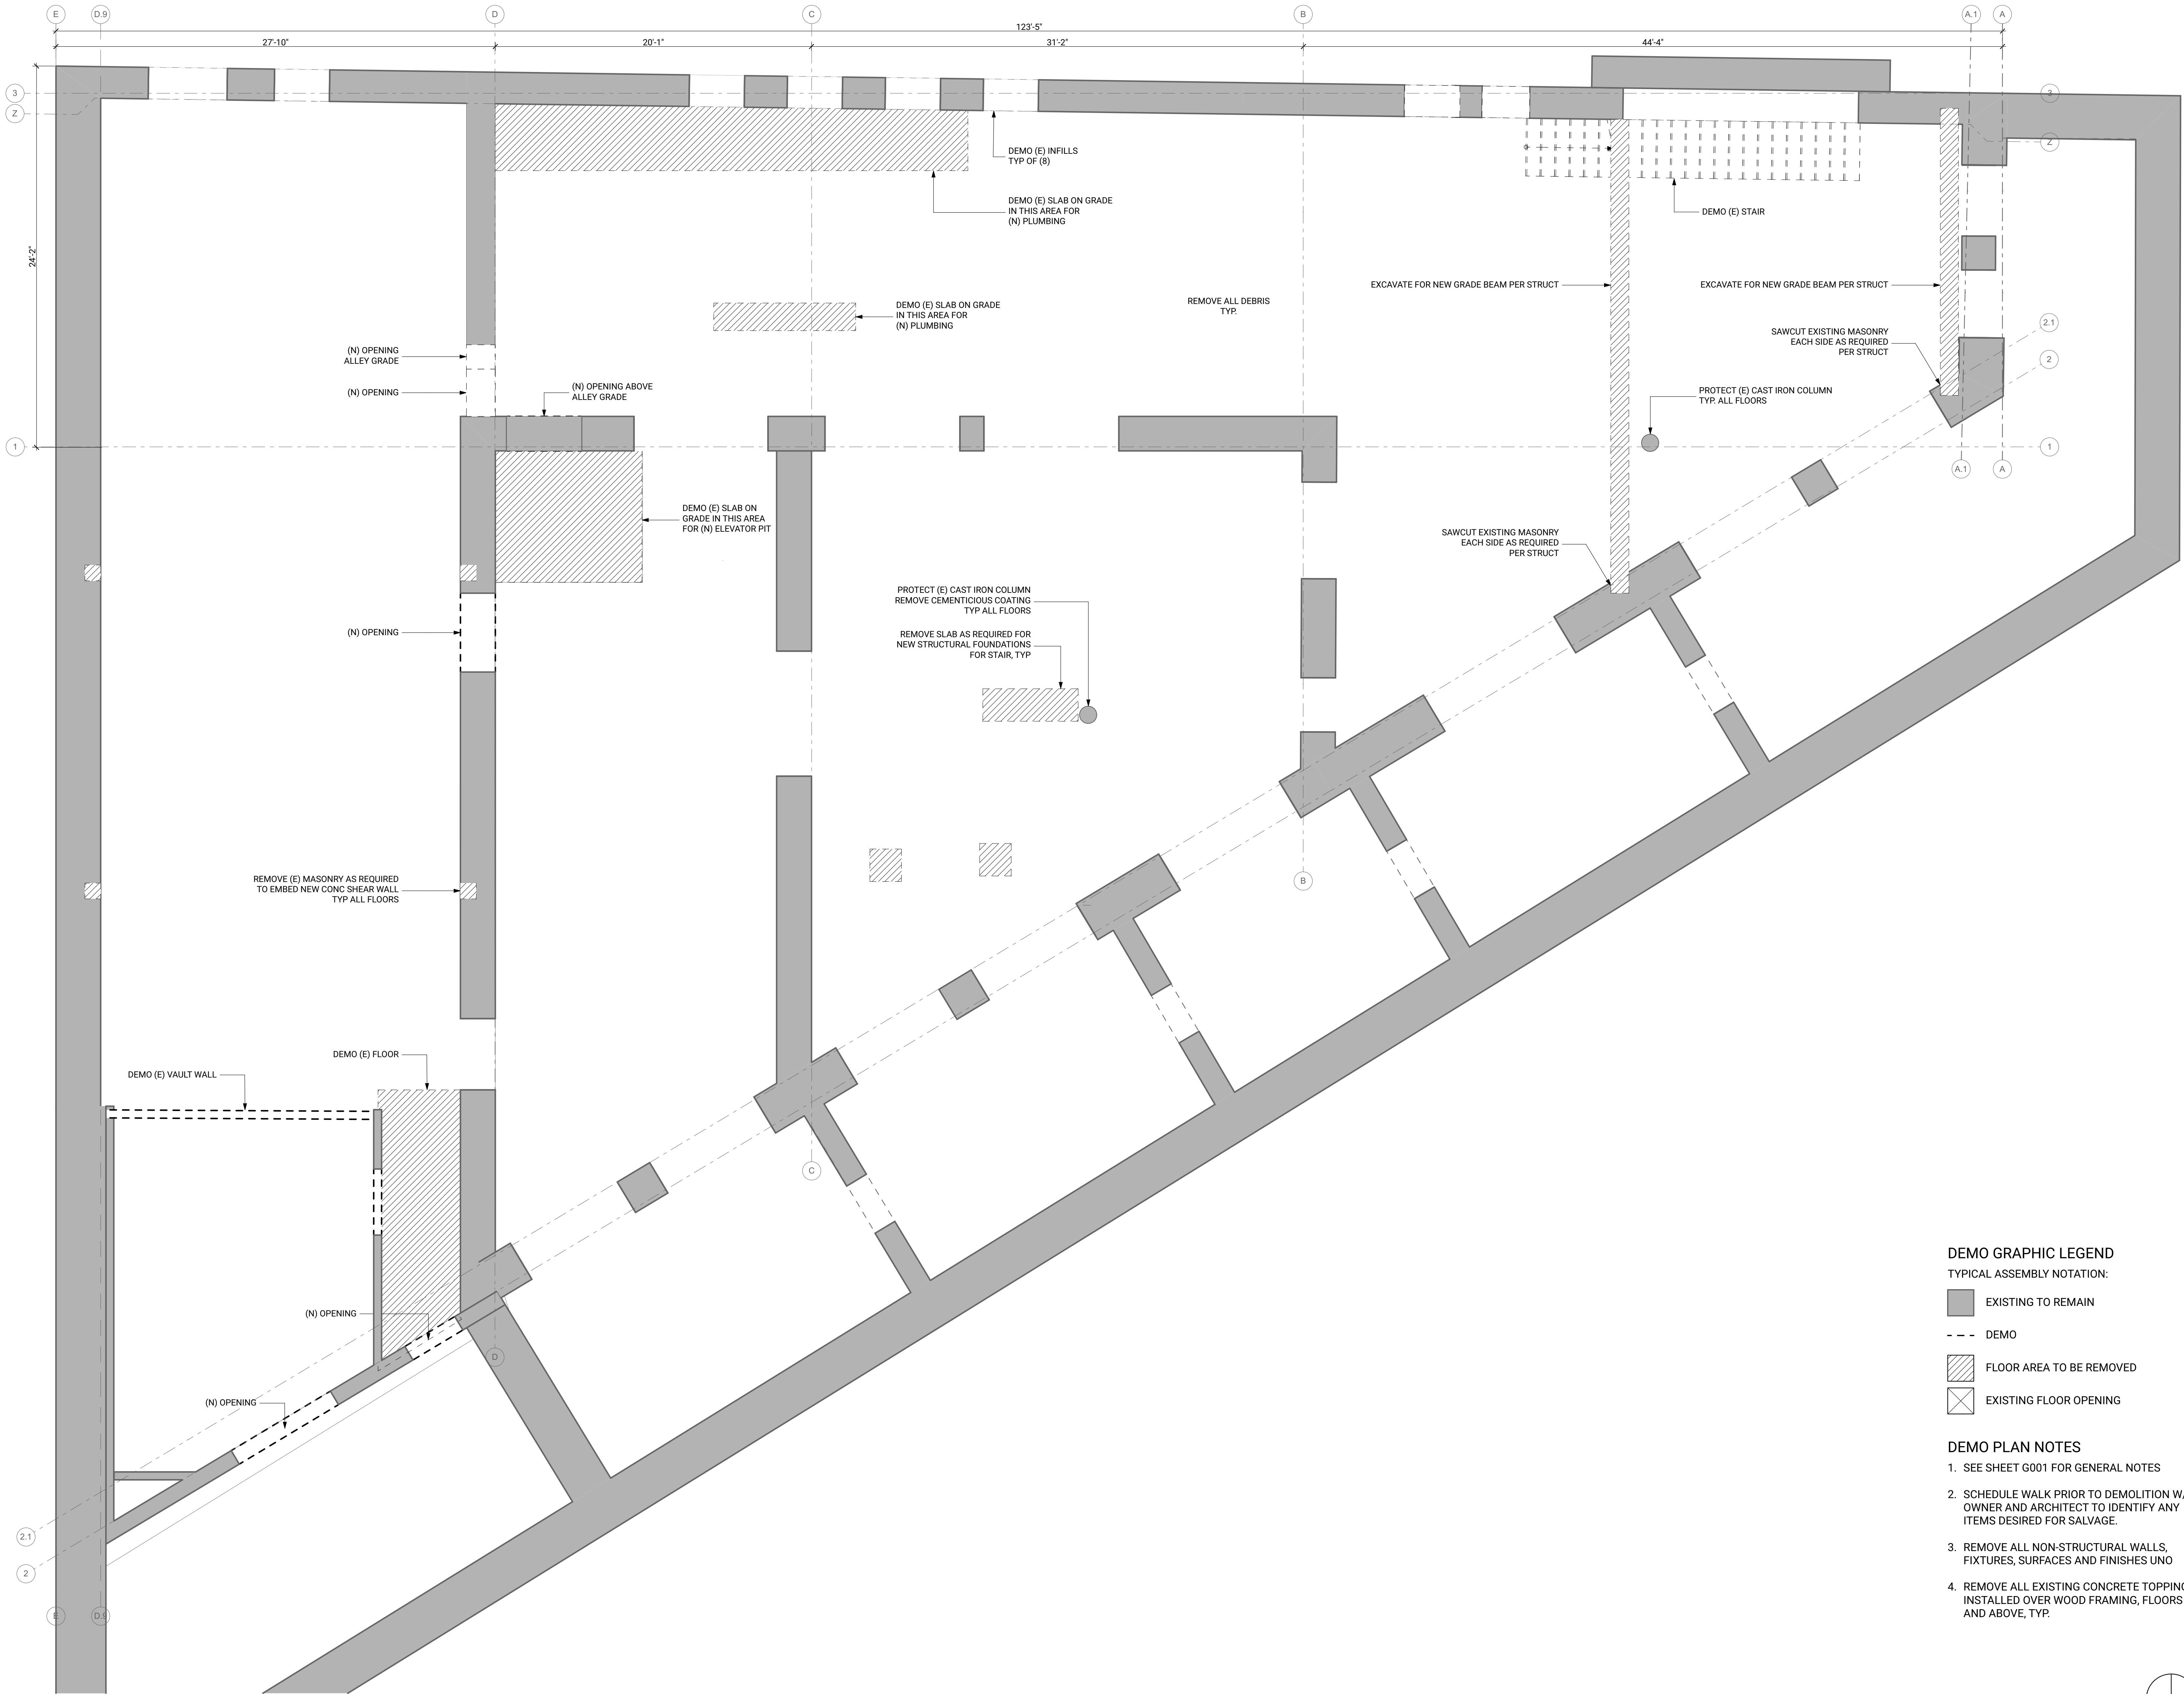 E
D.9
D
C
B
A.1
A
123'-5"
27'-10"
20'-1"
31'-2"
44'-4"
3
3
Z
Z
DEMO (E) INFILLS
TYP OF (8)
DEMO (E) SLAB ON GRADE
IN THIS AREA FOR
(N) PLUMBING
DEMO (E) STAIR
24'-2"
EXCAVATE FOR NEW GRADE BEAM PER STRUCT
EXCAVATE FOR NEW GRADE BEAM PER STRUCT
DEMO (E) SLAB ON GRADE
IN THIS AREA FOR
(N) PLUMBING
REMOVE ALL DEBRIS
TYP.
2.1
SAWCUT EXISTING MASONRY
EACH SIDE AS REQUIRED
PER STRUCT
(N) OPENING
ALLEY GRADE
2
(N) OPENING
(N) OPENING ABOVE
ALLEY GRADE
PROTECT (E) CAST IRON COLUMN
TYP. ALL FLOORS
1
1
A.1
A
DEMO (E) SLAB ON
GRADE IN THIS AREA
FOR (N) ELEVATOR PIT
SAWCUT EXISTING MASONRY
EACH SIDE AS REQUIRED
PER STRUCT
PROTECT (E) CAST IRON COLUMN
REMOVE CEMENTICIOUS COATING
TYP ALL FLOORS
(N) OPENING
REMOVE SLAB AS REQUIRED FOR
NEW STRUCTURAL FOUNDATIONS
FOR STAIR, TYP
REMOVE (E) MASONRY AS REQUIRED
TO EMBED NEW CONC SHEAR WALL
TYP ALL FLOORS
B
DEMO (E) FLOOR
DEMO (E) VAULT WALL
C
(N) OPENING
D
(N) OPENING
2.1
2
E
D.9
DEMO GRAPHIC LEGEND
TYPICAL ASSEMBLY NOTATION:
EXISTING TO REMAIN
DEMO
FLOOR AREA TO BE REMOVED
EXISTING FLOOR OPENING
DEMO PLAN NOTES
1. SEE SHEET G001 FOR GENERAL NOTES
2. SCHEDULE WALK PRIOR TO DEMOLITION W/
OWNER AND ARCHITECT TO IDENTIFY ANY
ITEMS DESIRED FOR SALVAGE.
3. REMOVE ALL NON-STRUCTURAL WALLS,
FIXTURES, SURFACES AND FINISHES UNO
4. REMOVE ALL EXISTING CONCRETE TOPPING
INSTALLED OVER WOOD FRAMING, FLOORS
AND ABOVE, TYP.